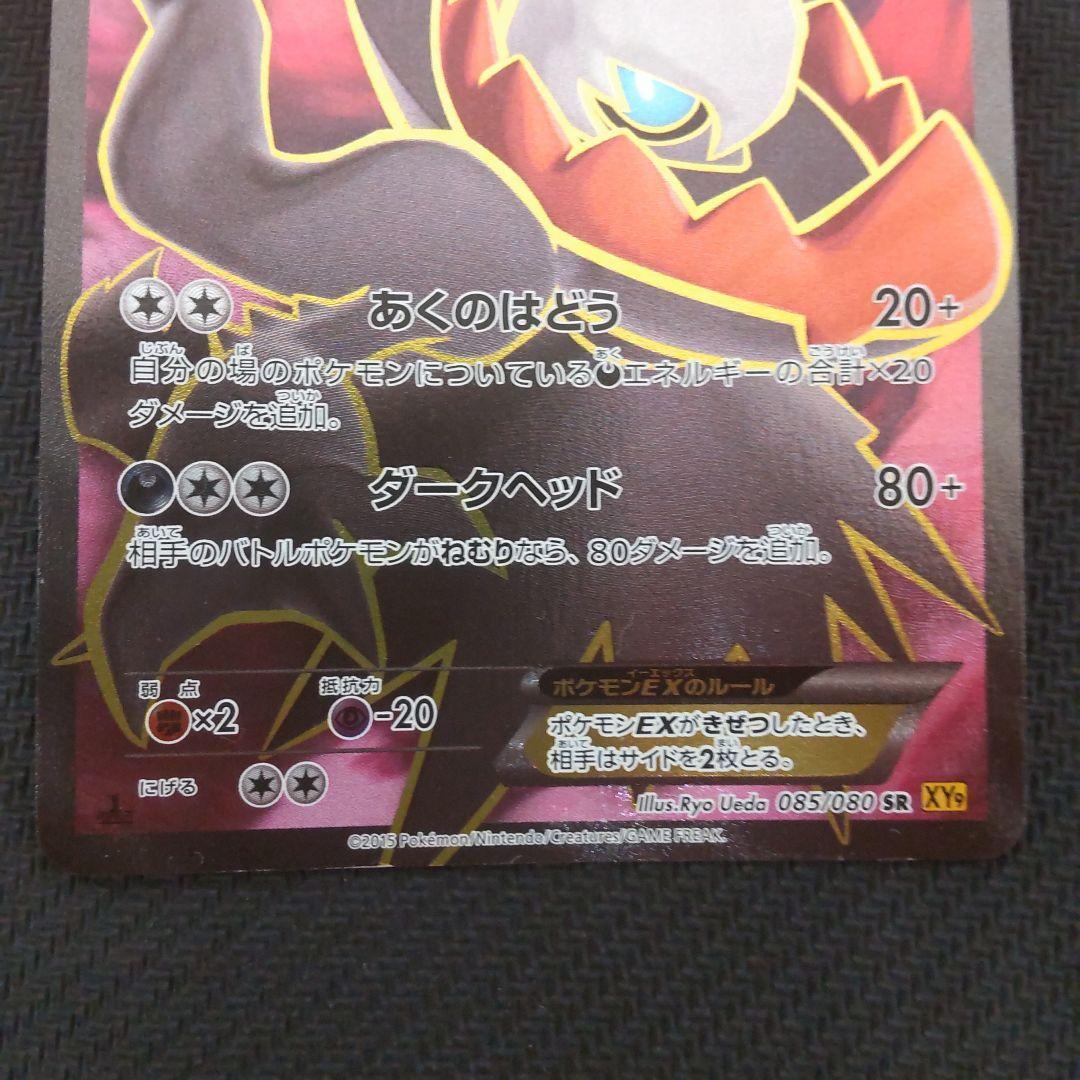 あくのはどう 20+
自分の場のポケモンについているエネルギーの合計×20
ダメージを追加。
ダークヘッド 80+
相手のバトルポケモンがねむりなら、80ダメージを追加。
弱点 ×2 抵抗力 -20
ポケモンEXのルール
ポケモンEXがきぜつしたとき、
相手はサイドを2枚とる。
にげる
Illus.Ryo Ueda 085/080 SR XY9
©2015 Pokémon/Nintendo/Creatures/GAME FREAK.